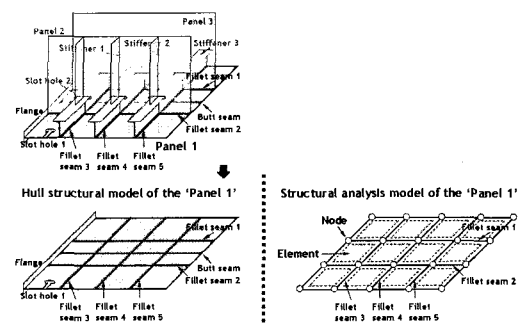 Panel 3
Panel 2
Stiffener 1
Stiffener 2
Stiffener 3
Slot hole 2
Fillet seam 1
Flange
Butt seam
Fillet seam 2
Slot hole 1
Panel 1
Fillet seam 3
Fillet seam 4
Fillet seam 5
Hull structural model of the 'Panel 1'
Fillet seam 1
Flange
Butt seam
Fillet seam 2
Slot hole 1
Fillet seam 3
Fillet seam 4
Fillet seam 5
Structural analysis model of the 'Panel 1'
Node
Fillet seam 1
Element
Fillet seam 2
Fillet seam 3
Fillet seam 4
Fillet seam 5